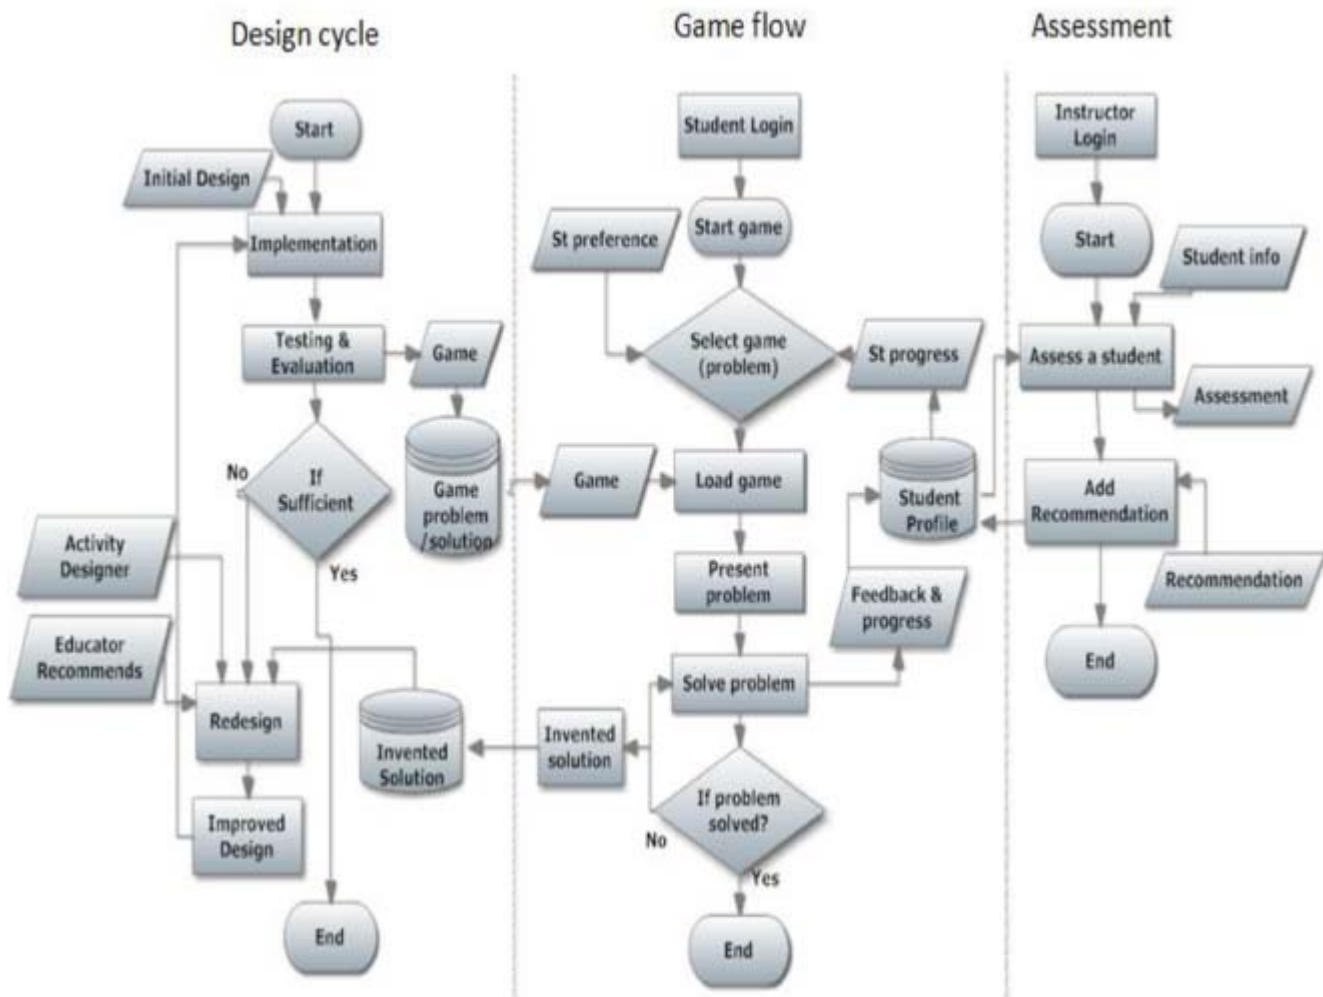 Design cycle
Game flow
Assessment
Start
Initial Design
Implementation
Testing &
Evaluation
Game
No
If
Sufficient
Yes
Game
problem
/solution
Activity
Designer
Educator
Recommends
Redesign
Improved
Design
Invented
Solution
End
Student Login
St preference
Start game
Select game
(problem)
St progress
Game
Load game
Student
Profile
Present
problem
Feedback &
progress
Solve problem
Invented
solution
If problem
solved?
No
Yes
End
Instructor
Login
Start
Student info
Assess a student
Assessment
Add
Recommendation
Recommendation
End